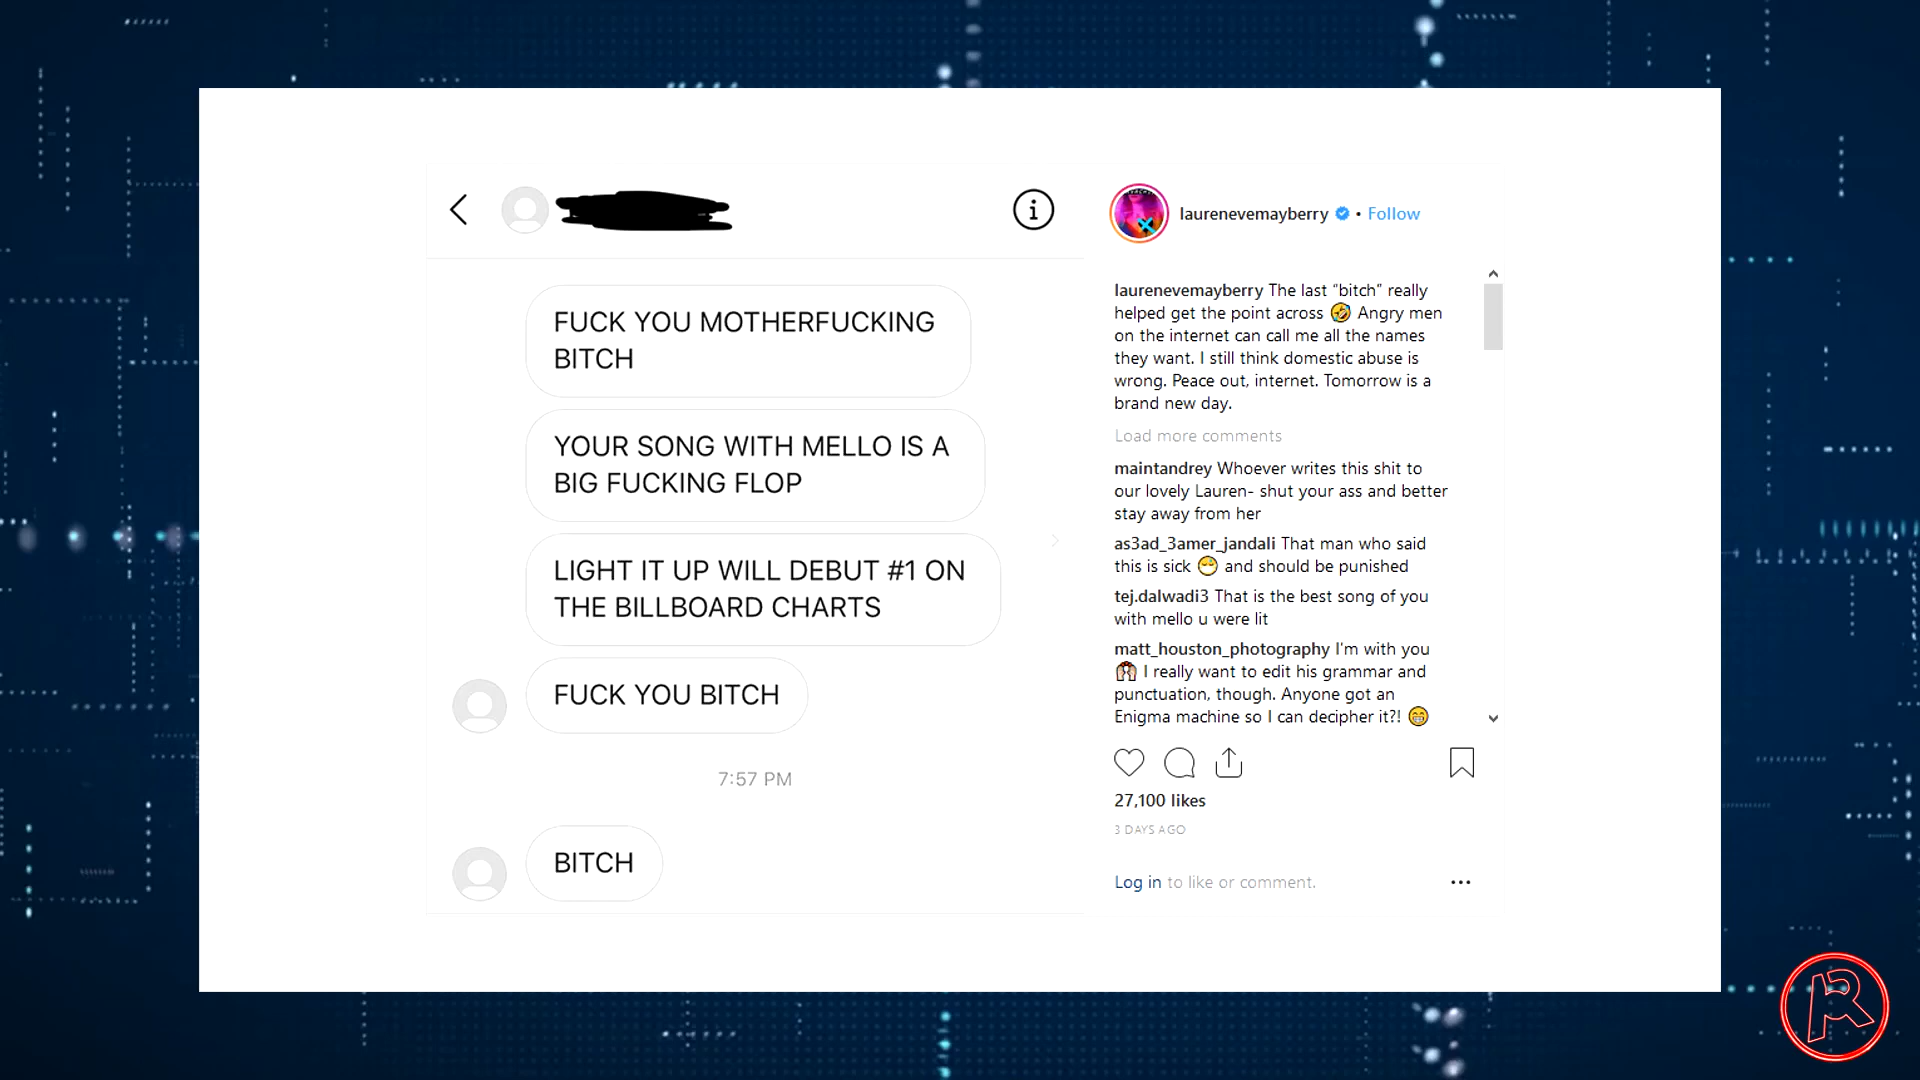 FUCK YOU MOTHERFUCKING
BITCH
YOUR SONG WITH MELLO IS A
BIG FUCKING FLOP
LIGHT IT UP WILL DEBUT #1 ON
THE BILLBOARD CHARTS
FUCK YOU BITCH
7:57 PM
BITCH
laurenevemayberry • Follow
laurenevemayberry The last “bitch” really
helped get the point across 🤣 Angry men
on the internet can call me all the names
they want. I still think domestic abuse is
wrong. Peace out, internet. Tomorrow is a
brand new day.
Load more comments
maintandrey Whoever writes this shit to
our lovely Lauren- shut your ass and better
stay away from her
as3ad_3amer_jandali That man who said
this is sick 😷 and should be punished
tej.dalwadi3 That is the best song of you
with mello u were lit
matt_houston_photography I'm with you
🙌 I really want to edit his grammar and
punctuation, though. Anyone got an
Enigma machine so I can decipher it?! 😁
27,100 likes
3 DAYS AGO
Log in to like or comment.